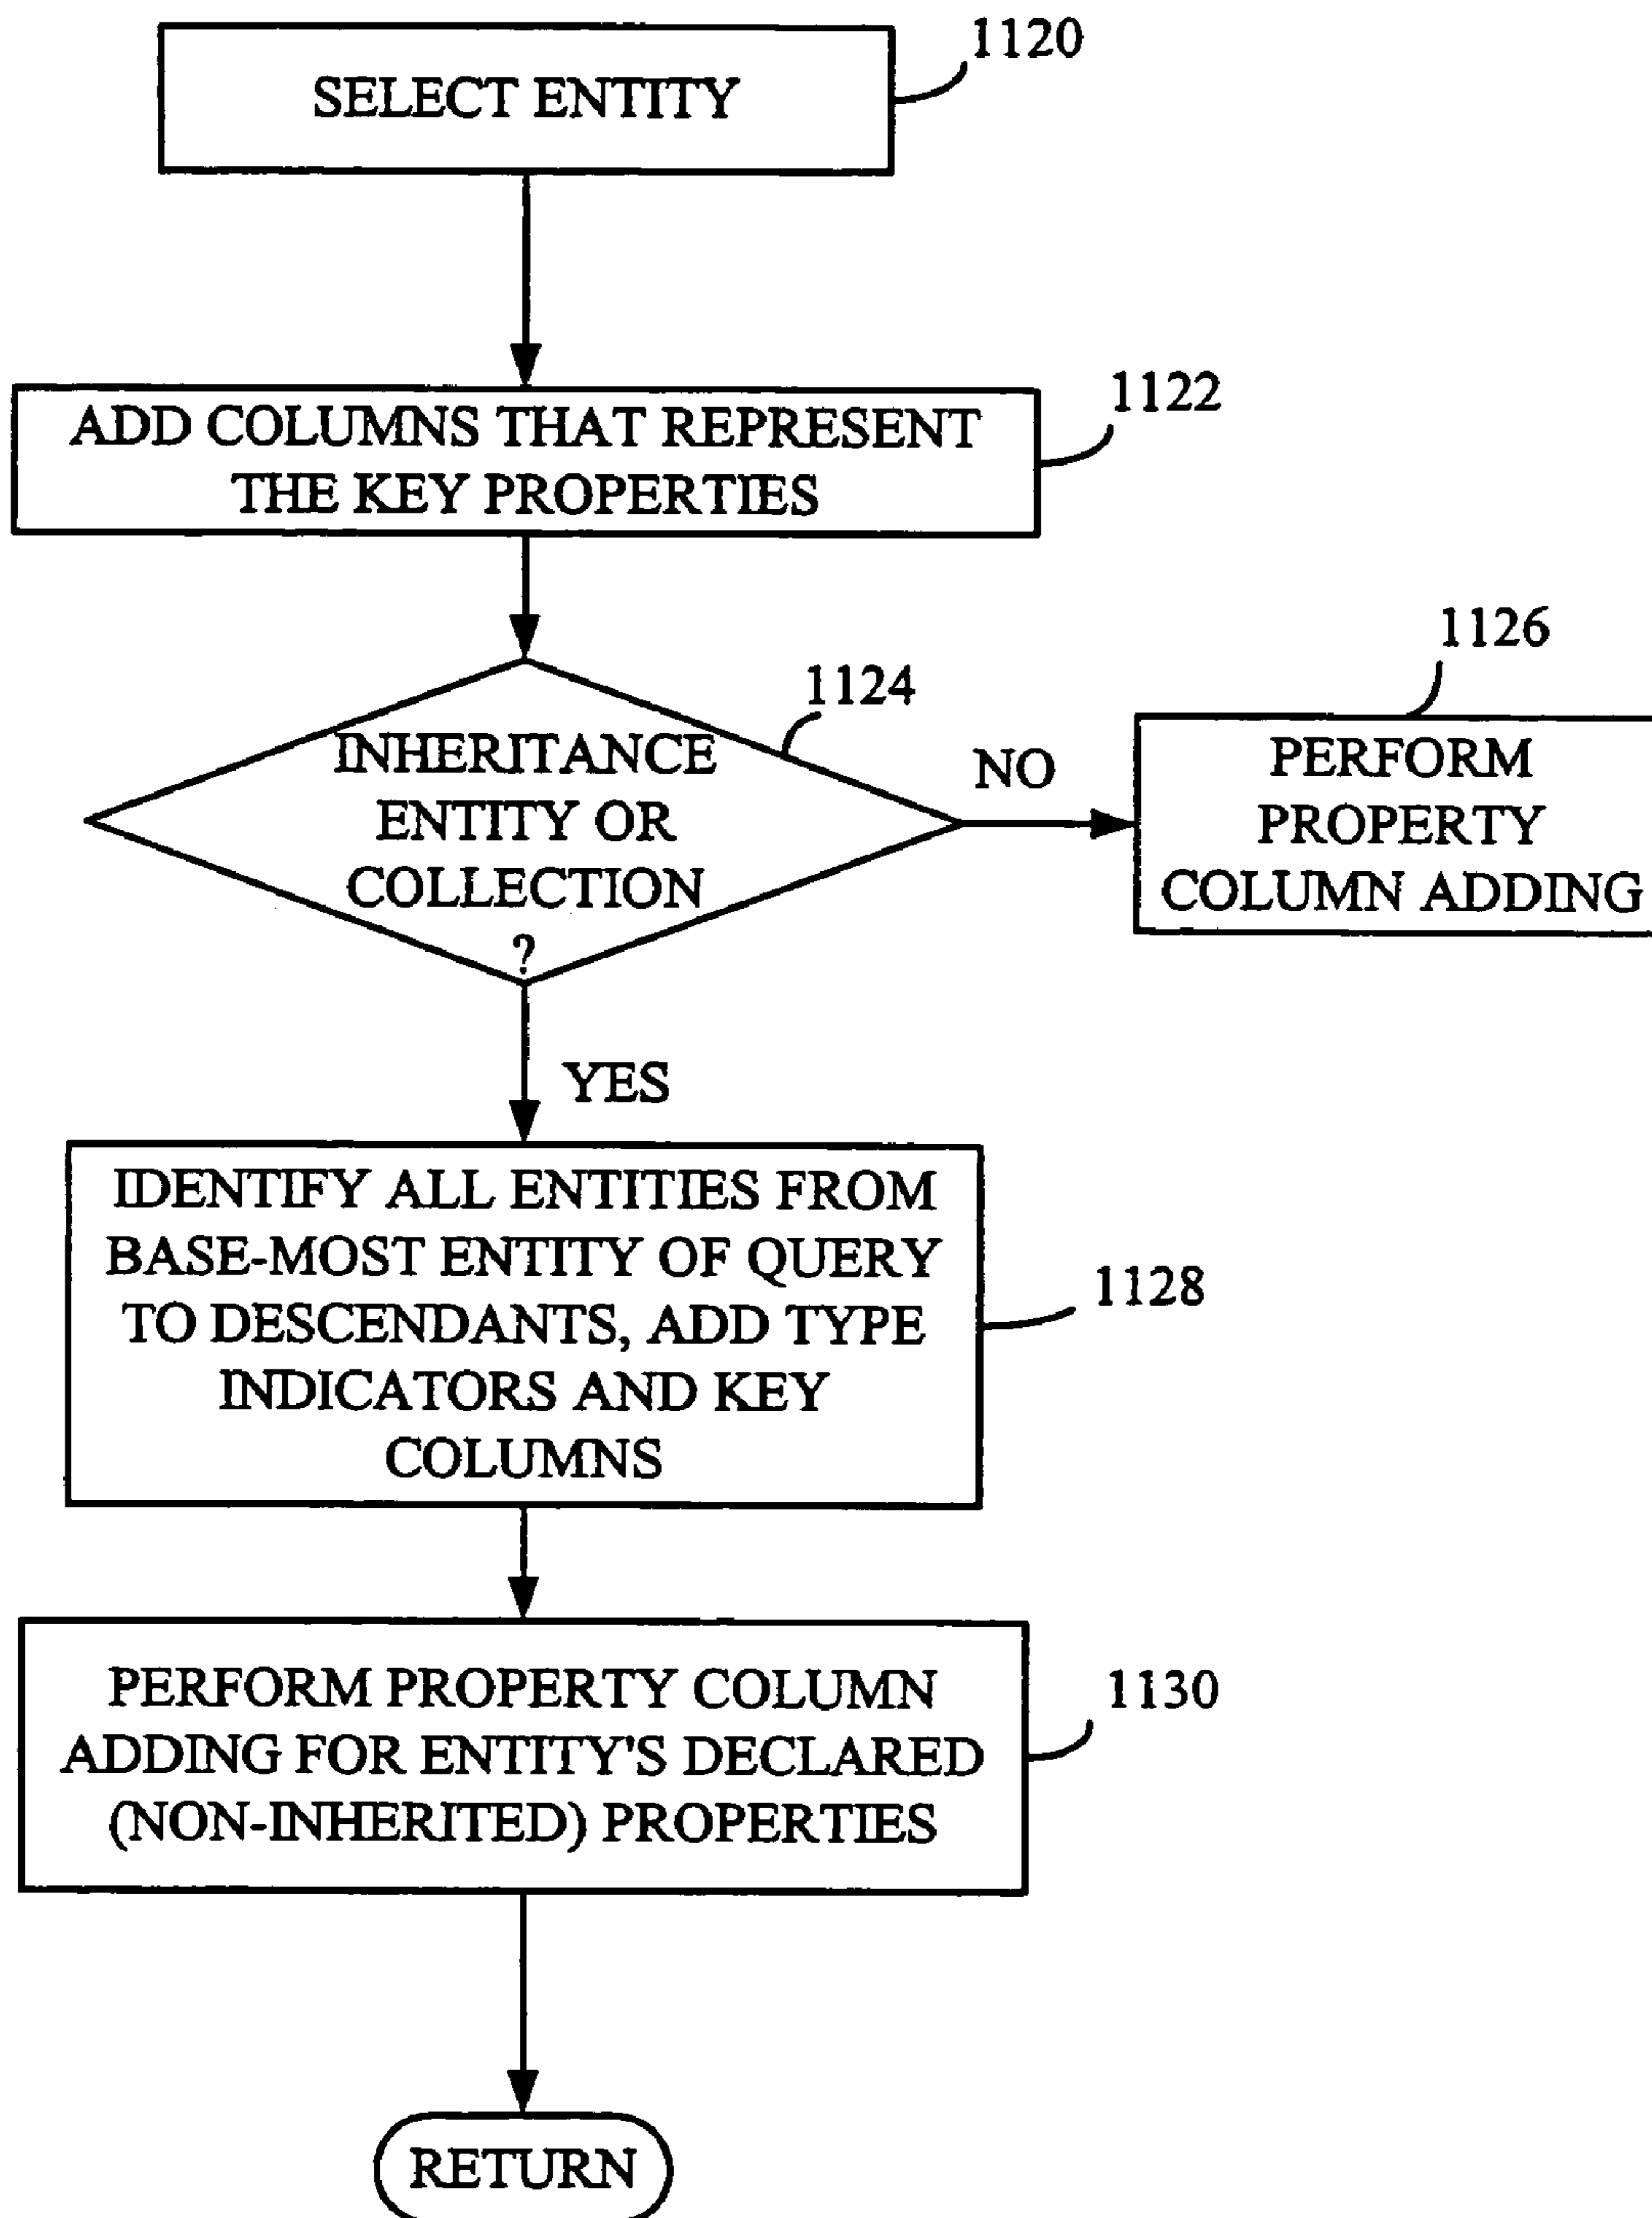 1120
SELECT ENTITY
1122
ADD COLUMNS THAT REPRESENT
THE KEY PROPERTIES
1126
1124
INHERITANCE
ENTITY OR
COLLECTION
?
NO
PERFORM
PROPERTY
COLUMN ADDING
YES
IDENTIFY ALL ENTITIES FROM
BASE-MOST ENTITY OF QUERY
TO DESCENDANTS, ADD TYPE
INDICATORS AND KEY
COLUMNS
1128
PERFORM PROPERTY COLUMN
ADDING FOR ENTITY'S DECLARED
(NON-INHERITED) PROPERTIES
1130
RETURN